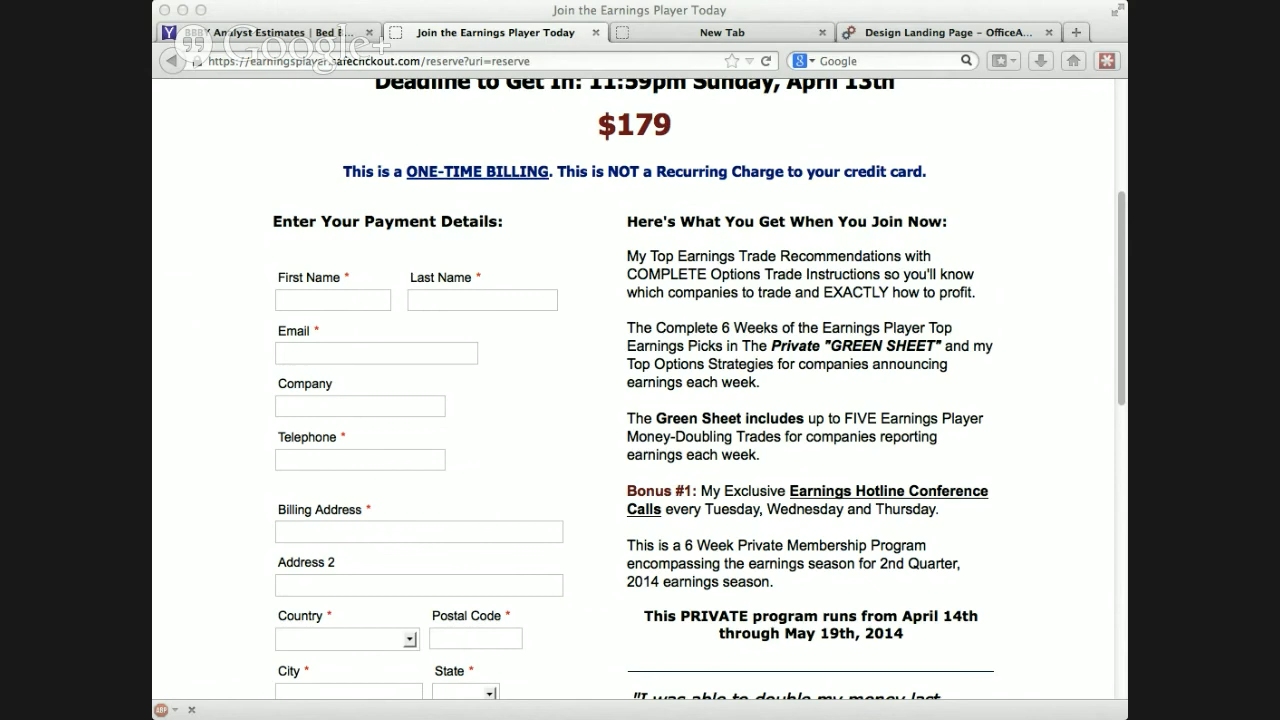 Join the Earnings Player Today
Analyst Estimates | Bed B...
Join the Earnings Player Today
New Tab
Design Landing Page – OfficeA...
Google+
/reserve?uri=reserve
Google
Deadline to Get In: 11:59pm Sunday, April 13th
$179
This is a ONE-TIME BILLING. This is NOT a Recurring Charge to your credit card.
Enter Your Payment Details:
First Name *
Last Name *
Email *
Company
Telephone *
Billing Address *
Address 2
Country *
Postal Code *
City *
State *
Here's What You Get When You Join Now:
My Top Earnings Trade Recommendations with
COMPLETE Options Trade Instructions so you'll know
which companies to trade and EXACTLY how to profit.
The Complete 6 Weeks of the Earnings Player Top
Earnings Picks in The Private "GREEN SHEET" and my
Top Options Strategies for companies announcing
earnings each week.
The Green Sheet includes up to FIVE Earnings Player
Money-Doubling Trades for companies reporting
earnings each week.
Bonus #1: My Exclusive Earnings Hotline Conference
Calls every Tuesday, Wednesday and Thursday.
This is a 6 Week Private Membership Program
encompassing the earnings season for 2nd Quarter,
2014 earnings season.
This PRIVATE program runs from April 14th
through May 19th, 2014
"I was able to double my money last
ABP